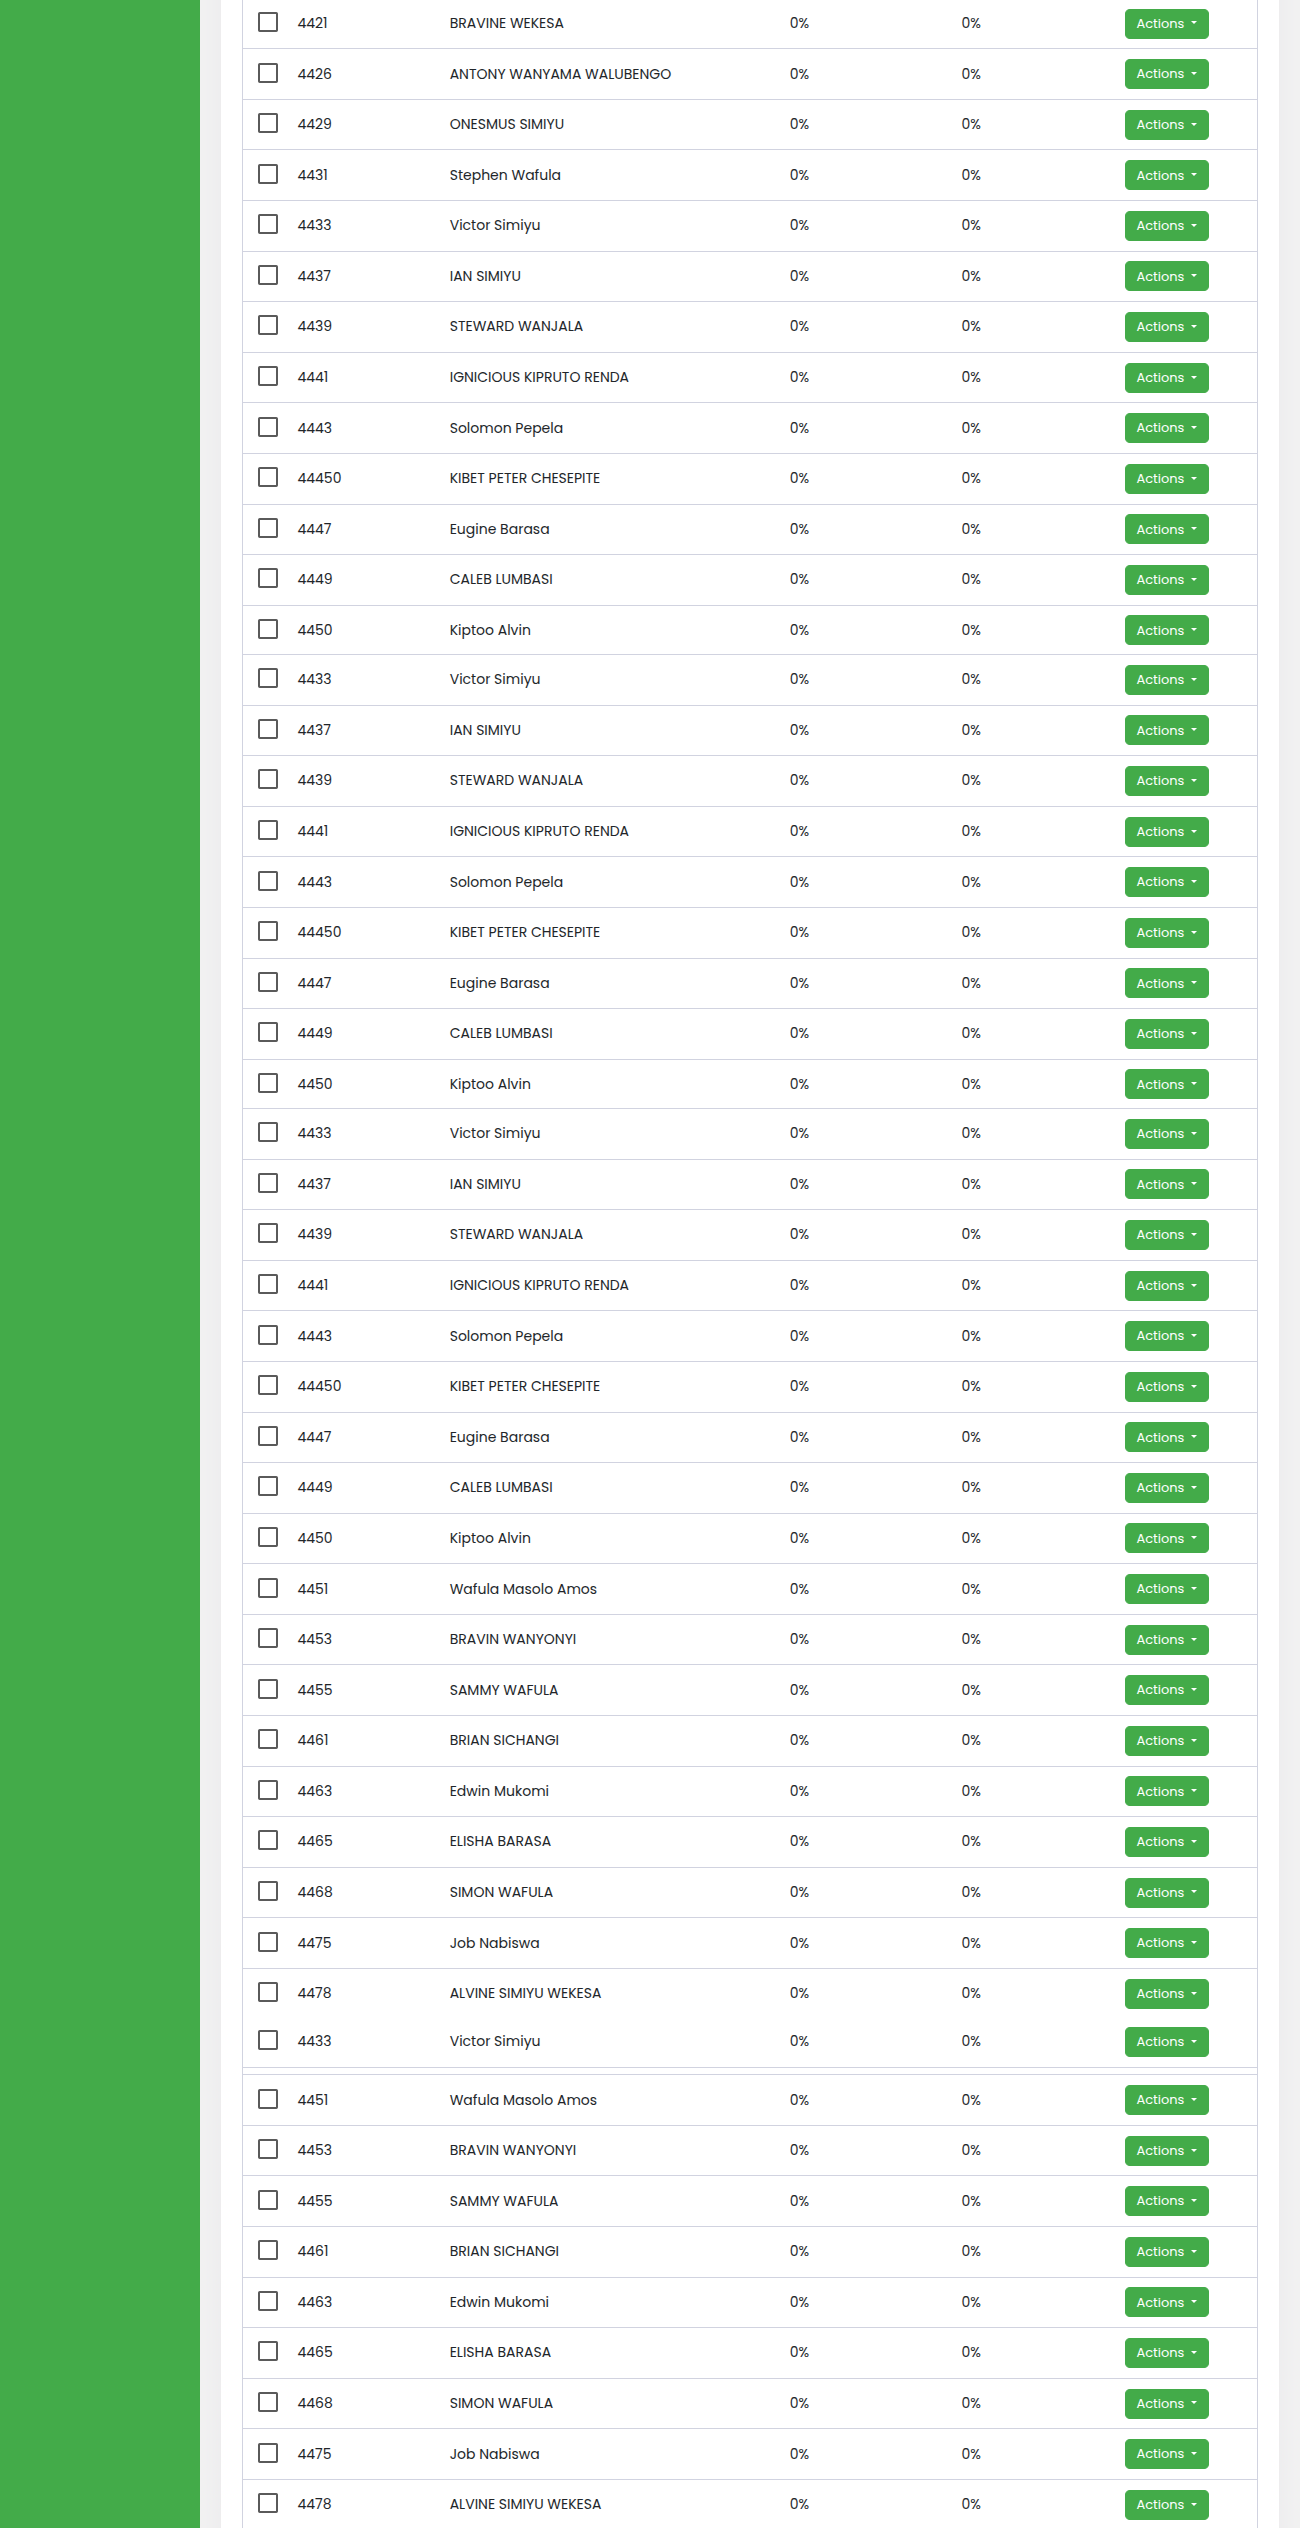 4421 BRAVINE WEKESA 0% 0% Actions
4426 ANTONY WANYAMA WALUBENGO 0% 0% Actions
4429 ONESMUS SIMIYU 0% 0% Actions
4431 Stephen Wafula 0% 0% Actions
4433 Victor Simiyu 0% 0% Actions
4437 IAN SIMIYU 0% 0% Actions
4439 STEWARD WANJALA 0% 0% Actions
4441 IGNICIOUS KIPRUTO RENDA 0% 0% Actions
4443 Solomon Pepela 0% 0% Actions
44450 KIBET PETER CHESEPITE 0% 0% Actions
4447 Eugine Barasa 0% 0% Actions
4449 CALEB LUMBASI 0% 0% Actions
4450 Kiptoo Alvin 0% 0% Actions
4433 Victor Simiyu 0% 0% Actions
4437 IAN SIMIYU 0% 0% Actions
4439 STEWARD WANJALA 0% 0% Actions
4441 IGNICIOUS KIPRUTO RENDA 0% 0% Actions
4443 Solomon Pepela 0% 0% Actions
44450 KIBET PETER CHESEPITE 0% 0% Actions
4447 Eugine Barasa 0% 0% Actions
4449 CALEB LUMBASI 0% 0% Actions
4450 Kiptoo Alvin 0% 0% Actions
4433 Victor Simiyu 0% 0% Actions
4437 IAN SIMIYU 0% 0% Actions
4439 STEWARD WANJALA 0% 0% Actions
4441 IGNICIOUS KIPRUTO RENDA 0% 0% Actions
4443 Solomon Pepela 0% 0% Actions
44450 KIBET PETER CHESEPITE 0% 0% Actions
4447 Eugine Barasa 0% 0% Actions
4449 CALEB LUMBASI 0% 0% Actions
4450 Kiptoo Alvin 0% 0% Actions
4451 Wafula Masolo Amos 0% 0% Actions
4453 BRAVIN WANYONYI 0% 0% Actions
4455 SAMMY WAFULA 0% 0% Actions
4461 BRIAN SICHANGI 0% 0% Actions
4463 Edwin Mukomi 0% 0% Actions
4465 ELISHA BARASA 0% 0% Actions
4468 SIMON WAFULA 0% 0% Actions
4475 Job Nabiswa 0% 0% Actions
4478 ALVINE SIMIYU WEKESA 0% 0% Actions
4433 Victor Simiyu 0% 0% Actions
4451 Wafula Masolo Amos 0% 0% Actions
4453 BRAVIN WANYONYI 0% 0% Actions
4455 SAMMY WAFULA 0% 0% Actions
4461 BRIAN SICHANGI 0% 0% Actions
4463 Edwin Mukomi 0% 0% Actions
4465 ELISHA BARASA 0% 0% Actions
4468 SIMON WAFULA 0% 0% Actions
4475 Job Nabiswa 0% 0% Actions
4478 ALVINE SIMIYU WEKESA 0% 0% Actions